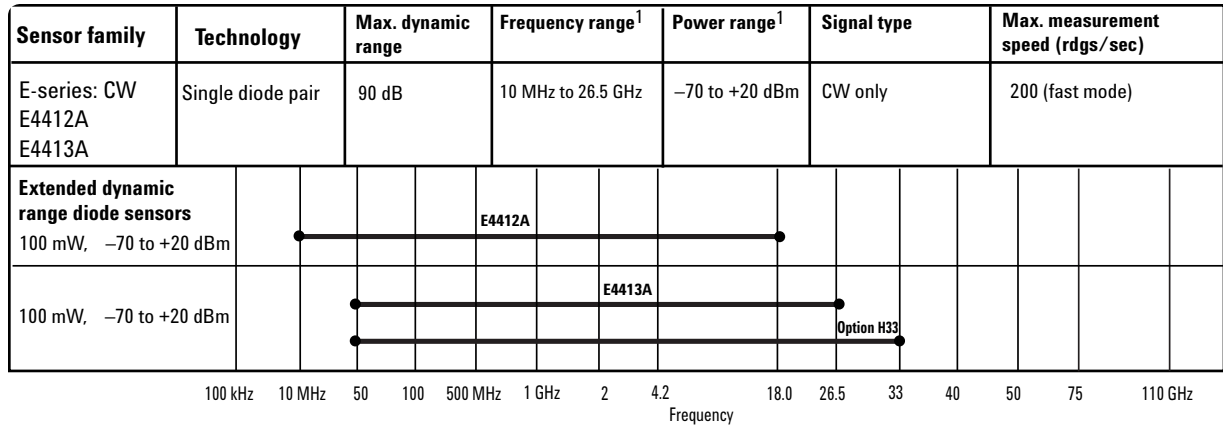 Sensor family Technology Max. dynamic range Frequency range1 Power range1 Signal type Max. measurement speed (rdgs/sec)
E-series: CW Single diode pair 90 dB 10 MHz to 26.5 GHz –70 to +20 dBm CW only 200 (fast mode)
E4412A
E4413A
Extended dynamic
range diode sensors
100 mW, –70 to +20 dBm
E4412A
100 mW, –70 to +20 dBm
E4413A
Option H33
100 kHz 10 MHz 50 100 500 MHz 1 GHz 2 4.2 18.0 26.5 33 40 50 75 110 GHz
Frequency